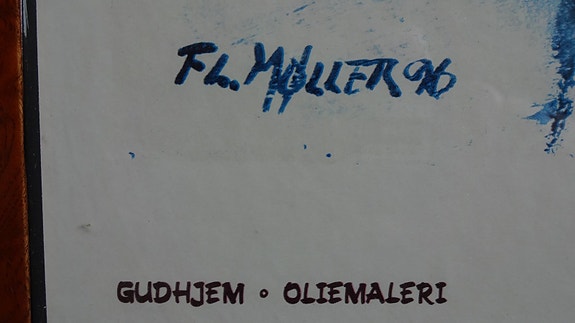 FL. MØLLER 96
GUDHJEM • OLIEMALERI